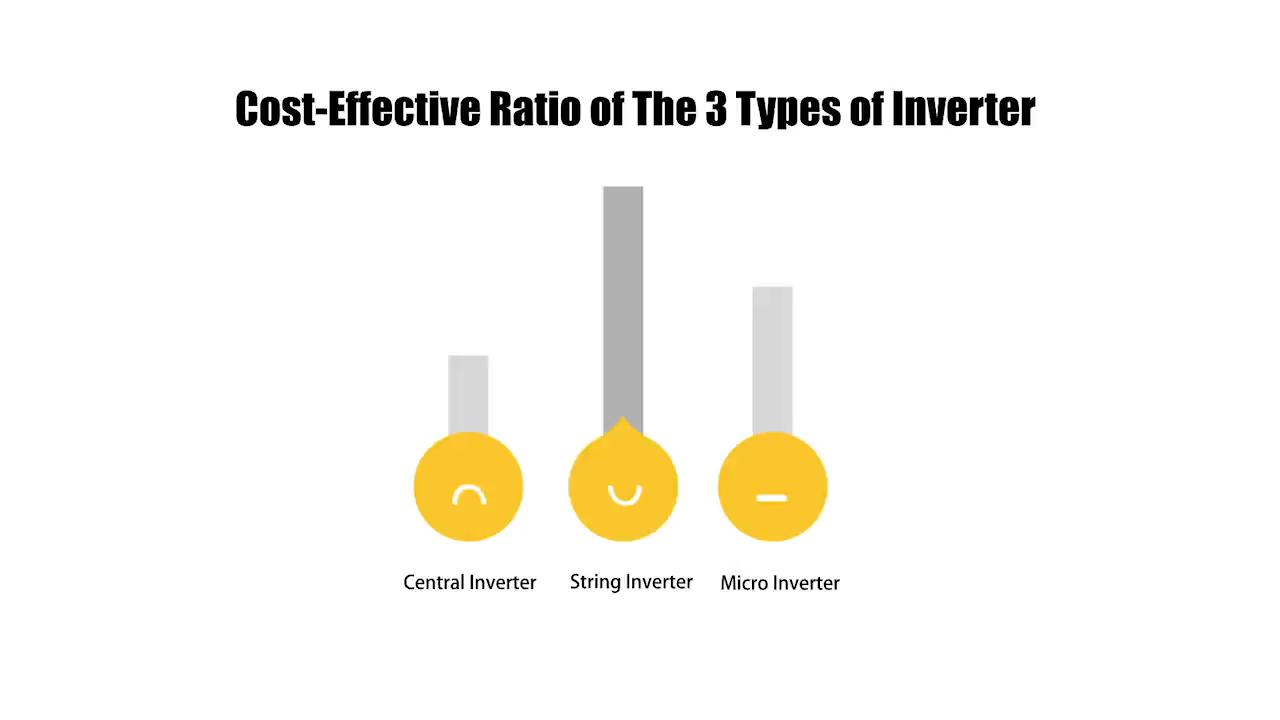 Cost-Effective Ratio of The 3 Types of Inverter
Central Inverter
String Inverter
Micro Inverter